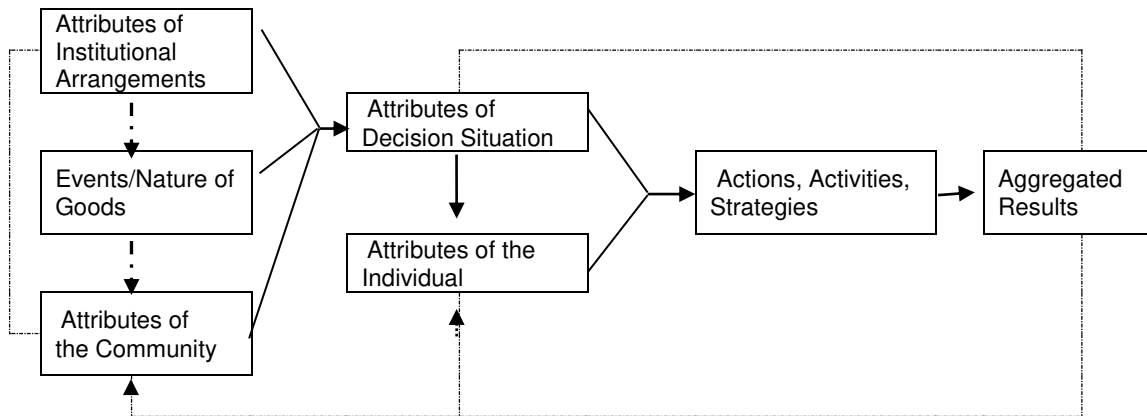 Attributes of
Institutional
Arrangements
Events/Nature of
Goods
Attributes of
the Community
Attributes of
Decision Situation
Attributes of the
Individual
Actions, Activities,
Strategies
Aggregated
Results